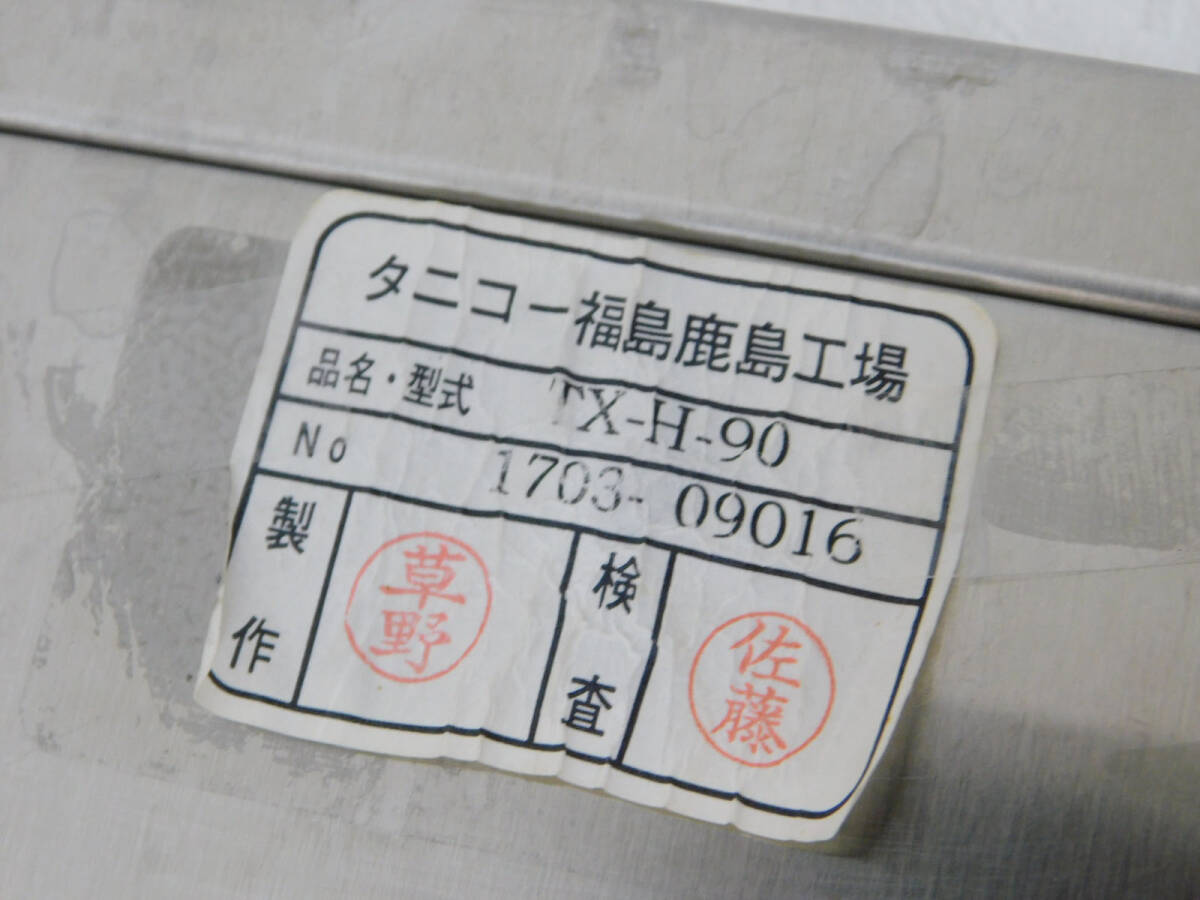 タニコー福島鹿島工場
品名・型式 TX-H-90
No 1703-09016
製作 草野 検査 佐藤